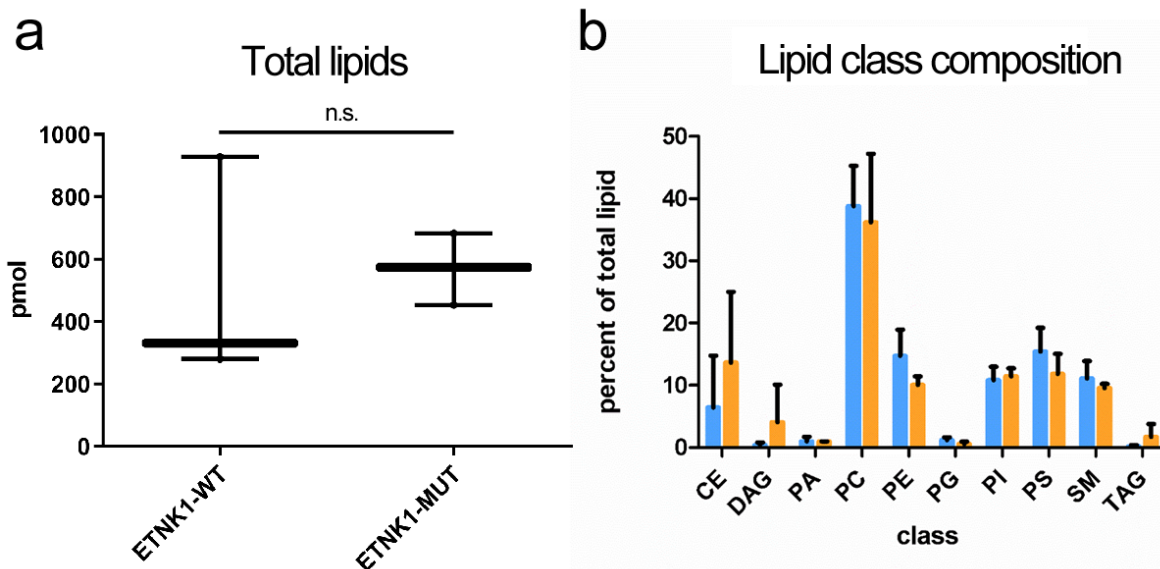 a
Total lipids
n.s.
1000
800
600
400
200
0
pmol
ETNK1-WT
ETNK1-MUT
b
Lipid class composition
50
40
30
20
10
0
percent of total lipid
CE
DAG
PA
PC
PE
PG
PI
PS
SM
TAG
class